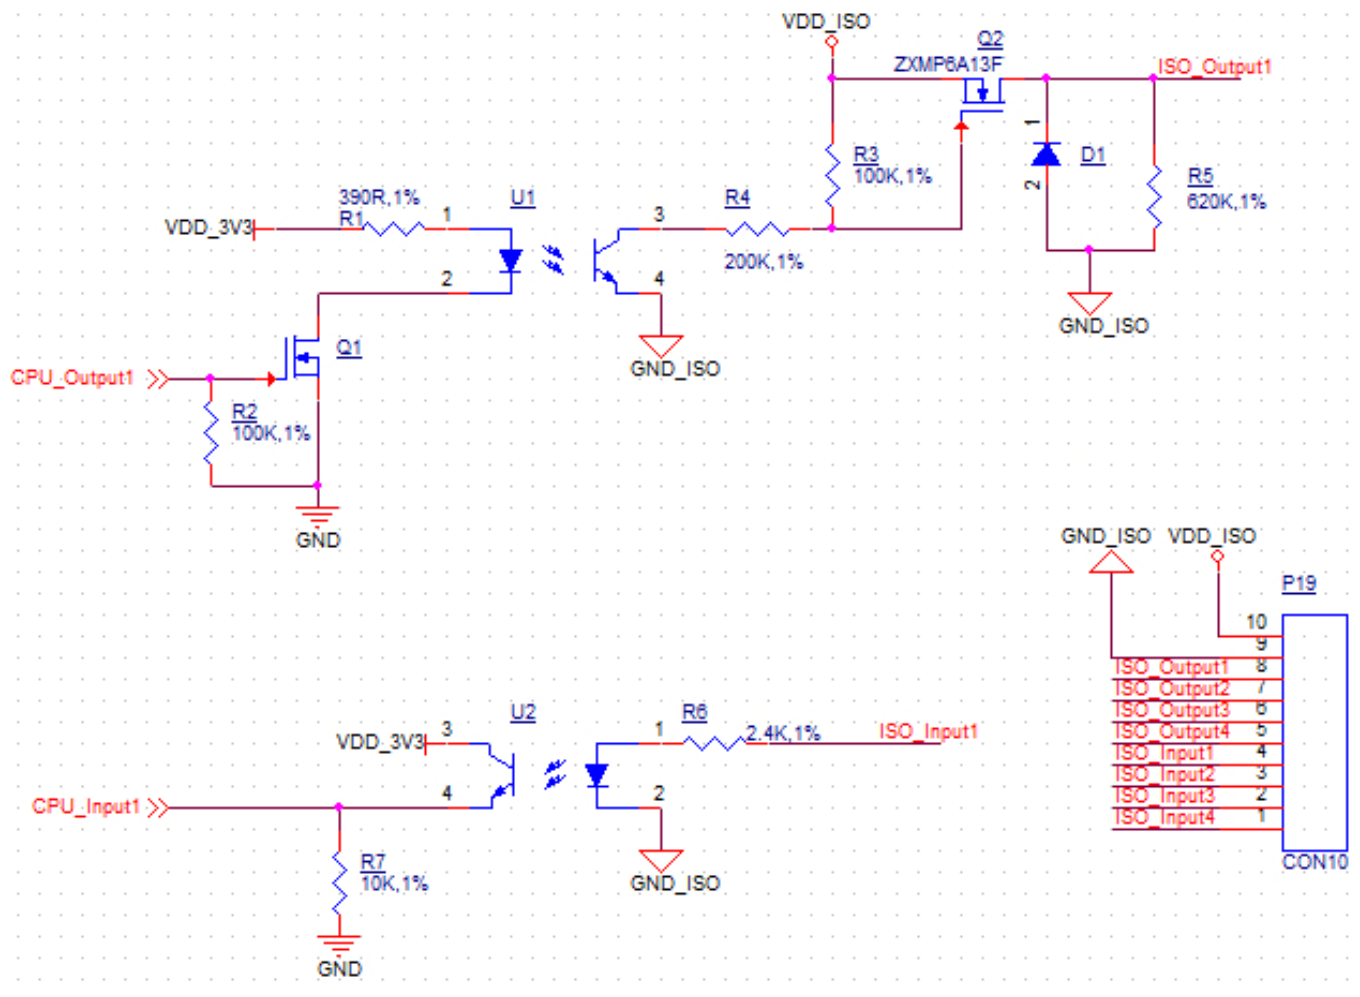 VDD_ISO
Q2
ZXMP6A13F
ISO_Output1
1
D1
2
R3
100K,1%
R5
620K,1%
390R,1%
R1
VDD_3V3
1
U1
3
R4
200K,1%
2
4
GND_ISO
GND_ISO
Q1
CPU_Output1
R2
100K,1%
GND
GND_ISO
VDD_ISO
P19
10
9
ISO_Output1 8
ISO_Output2 7
ISO_Output3 6
ISO_Output4 5
ISO_Input1 4
ISO_Input2 3
ISO_Input3 2
ISO_Input4 1
CON10
U2
VDD_3V3
3
1
R6
2.4K,1%
ISO_Input1
4
2
CPU_Input1
R7
10K,1%
GND_ISO
GND